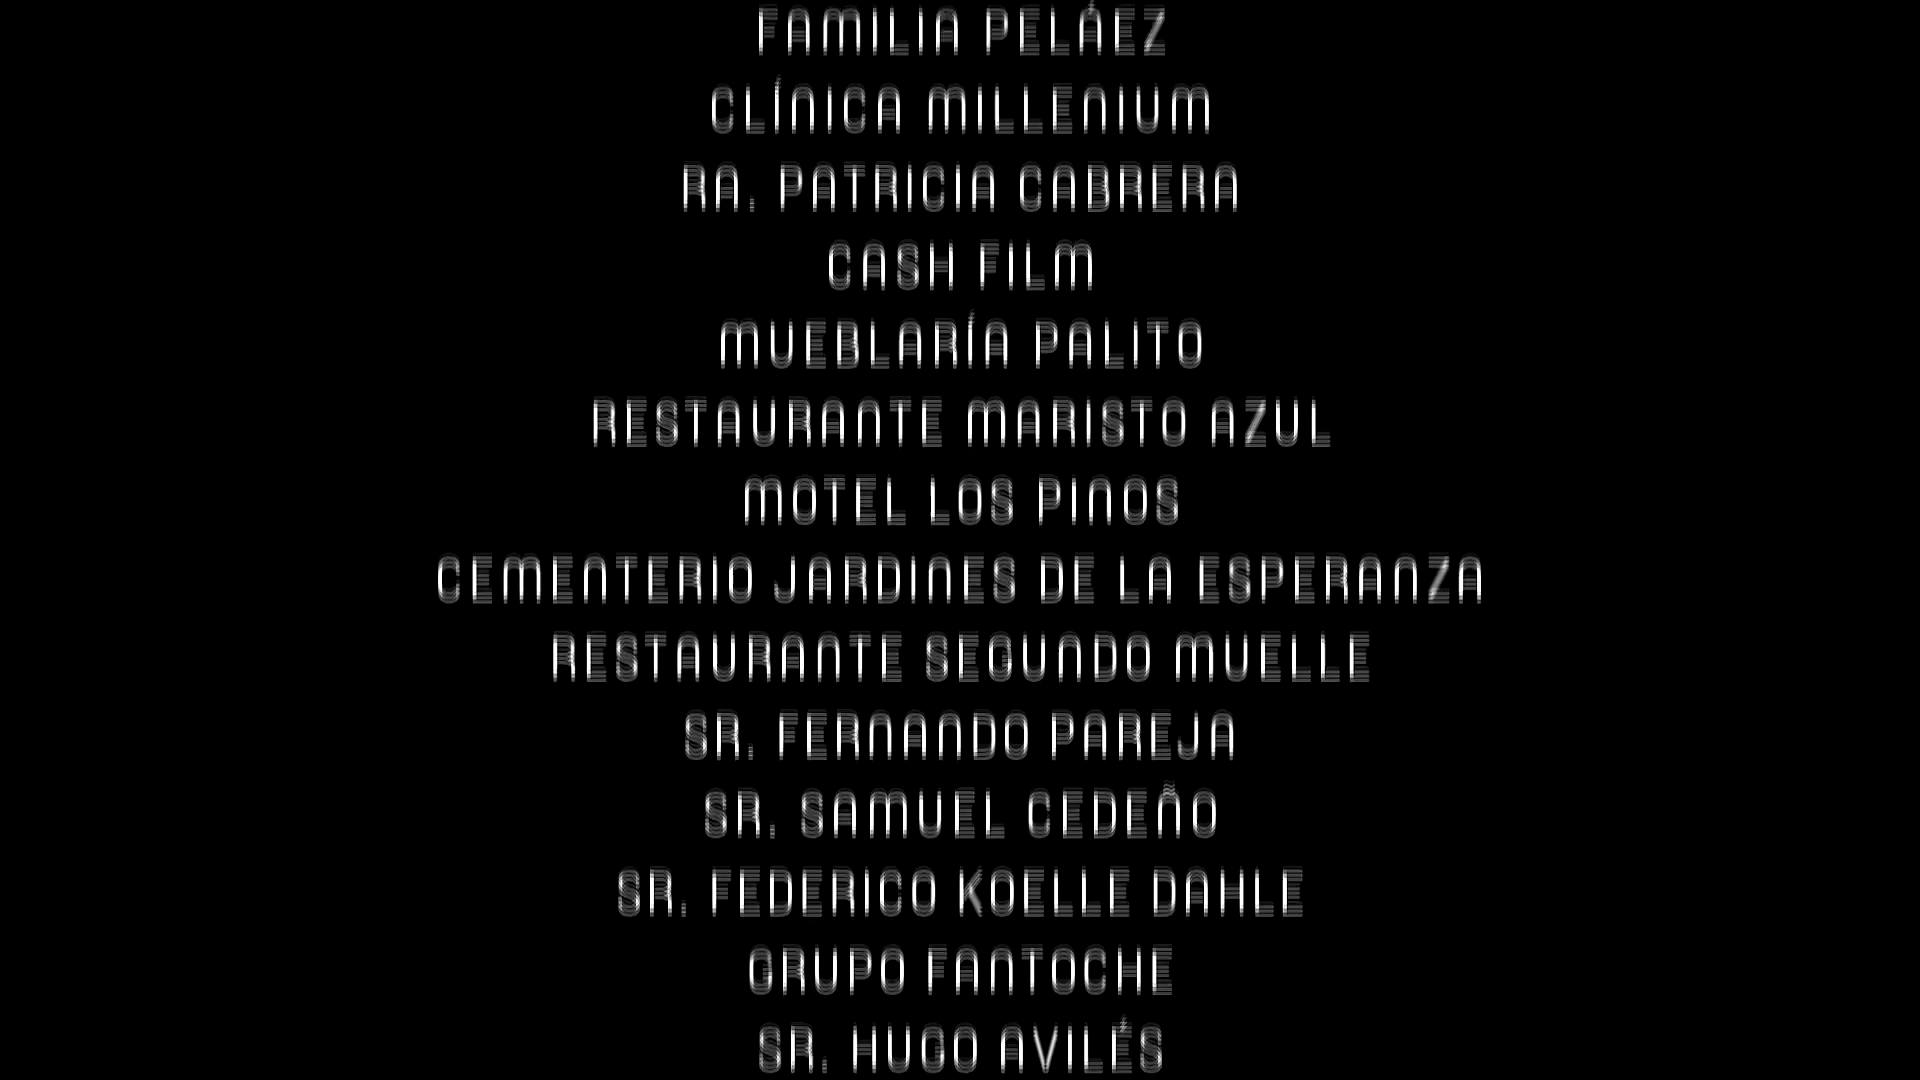 FAMILIA PELÁEZ
CLÍNICA MILLENIUM
RA. PATRICIA CABRERA
CASH FILM
MUEBLARÍA PALITO
RESTAURANTE MARISTO AZUL
MOTEL LOS PINOS
CEMENTERIO JARDINES DE LA ESPERANZA
RESTAURANTE SEGUNDO MUELLE
SR. FERNANDO PAREJA
SR. SAMUEL CEDEÑO
SR. FEDERICO KOELLE DAHLE
GRUPO FANTOCHE
SR. HUGO AVILÉS